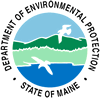 DEPARTMENT OF ENVIRONMENTAL PROTECTION
STATE OF MAINE